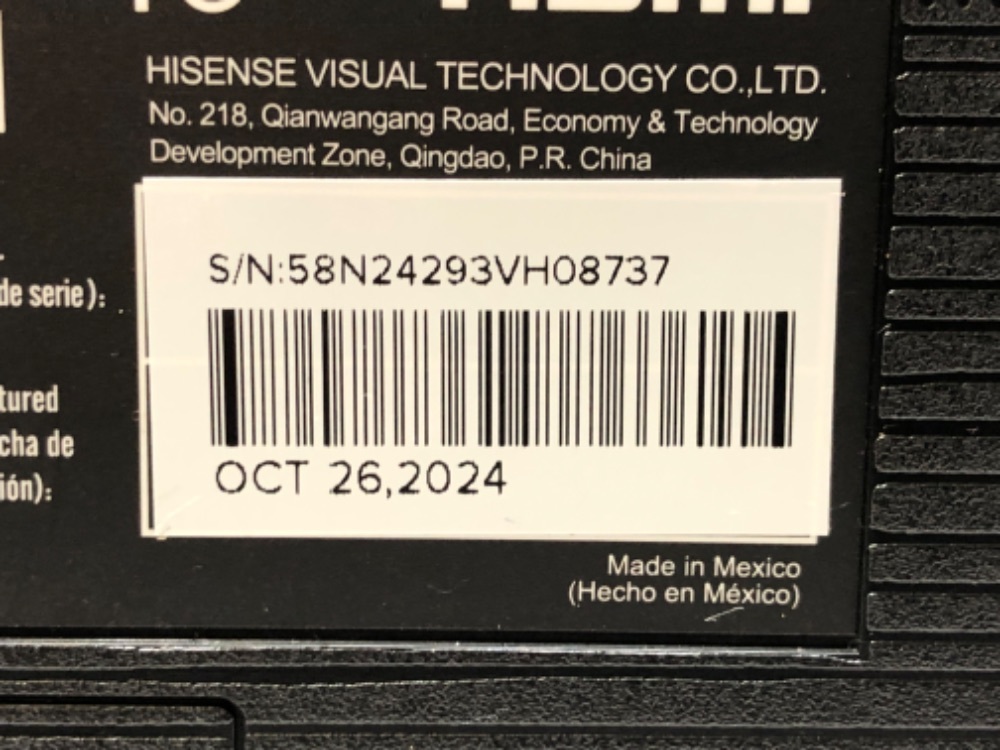 HISENSE VISUAL TECHNOLOGY CO.,LTD.
No. 218, Qianwangang Road, Economy & Technology
Development Zone, Qingdao, P.R. China
de serie):
S/N:58N24293VH08737
tured
cha de
ión):
OCT 26,2024
Made in Mexico
(Hecho en México)